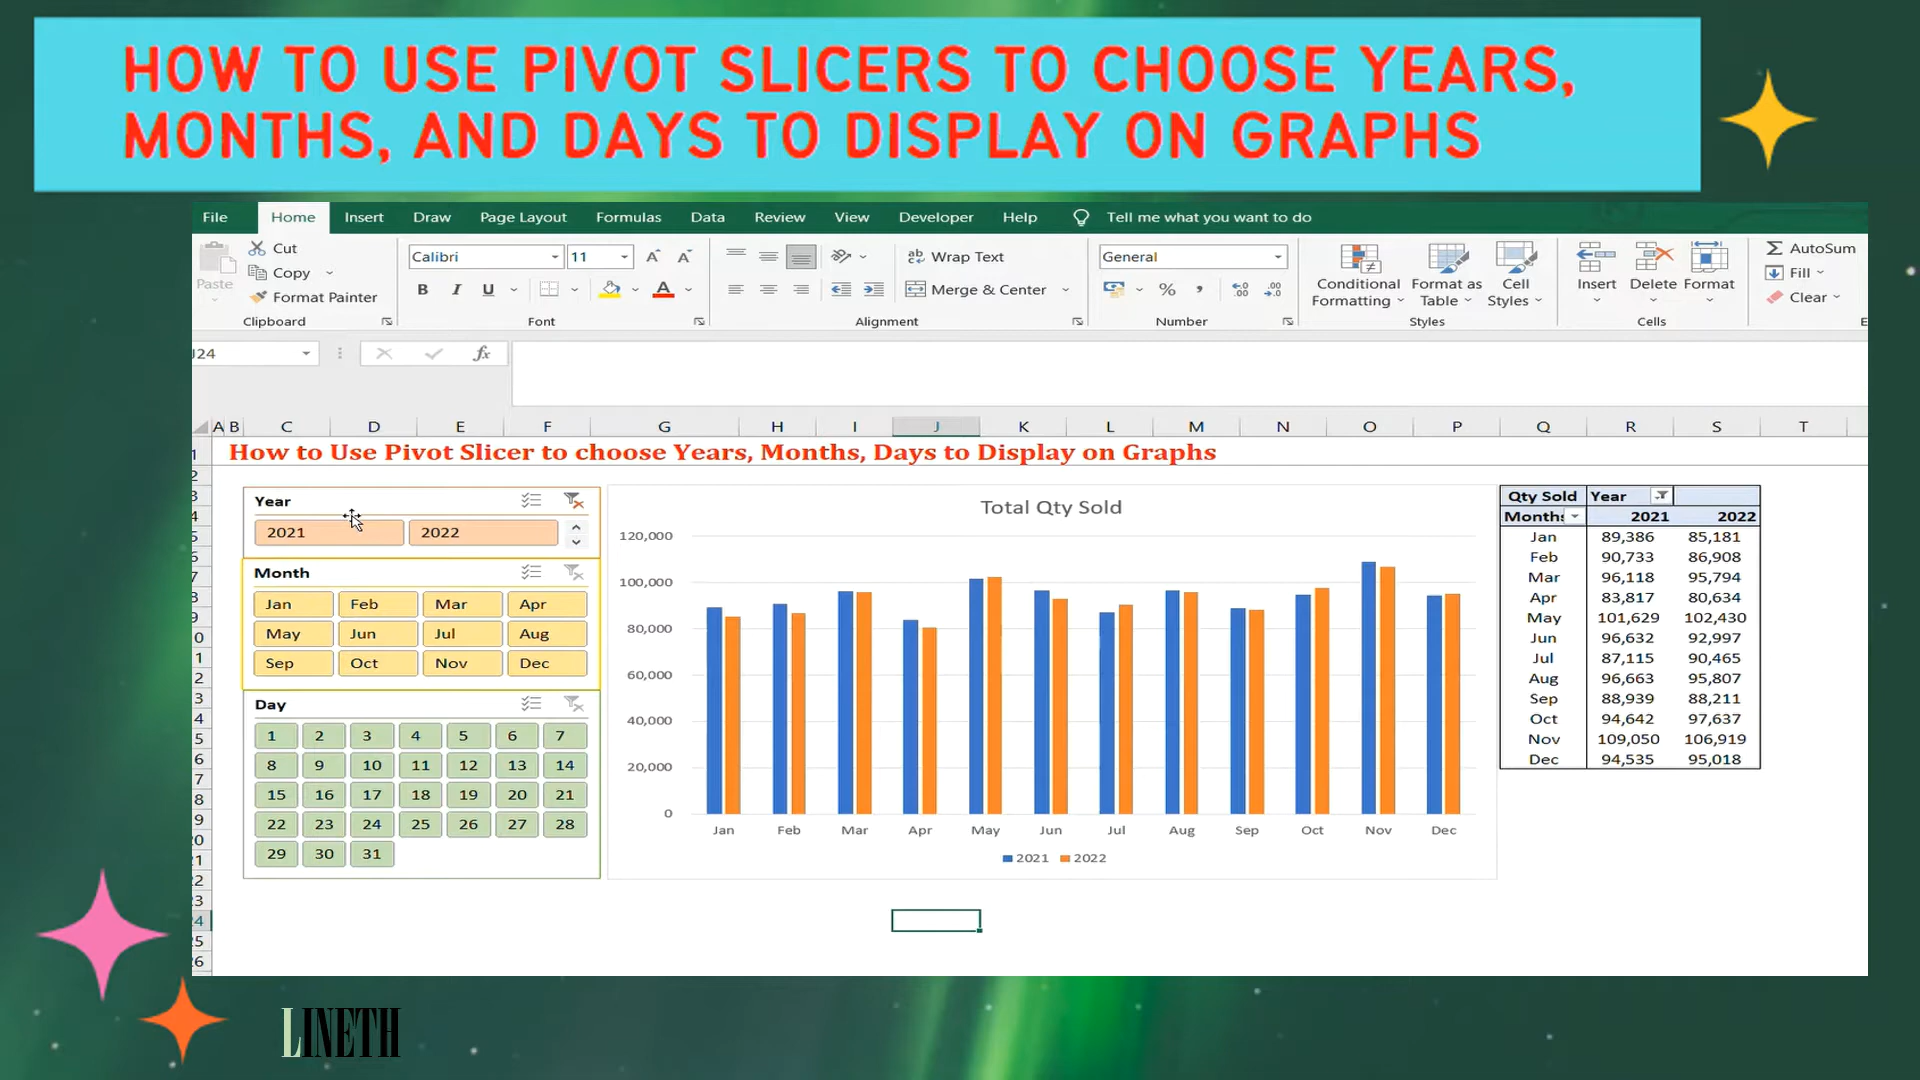 HOW TO USE PIVOT SLICERS TO CHOOSE YEARS,
MONTHS, AND DAYS TO DISPLAY ON GRAPHS
File Home Insert Draw Page Layout Formulas Data Review View Developer Help Tell me what you want to do
Paste
Cut
Copy
Format Painter
Clipboard
Calibri 11
B I U A
Font
Wrap Text
Merge & Center
Alignment
General
%
Number
Conditional Formatting
Format as Table
Cell Styles
Styles
Insert Delete Format
Cells
AutoSum
Fill
Clear
J24 fx
A B C D E F G H I J K L M N O P Q R S T
How to Use Pivot Slicer to choose Years, Months, Days to Display on Graphs
Year
2021 2022
Month
Jan Feb Mar Apr
May Jun Jul Aug
Sep Oct Nov Dec
Day
1 2 3 4 5 6 7
8 9 10 11 12 13 14
15 16 17 18 19 20 21
22 23 24 25 26 27 28
29 30 31
Total Qty Sold
120,000
100,000
80,000
60,000
40,000
20,000
0
Jan Feb Mar Apr May Jun Jul Aug Sep Oct Nov Dec
2021 2022
Qty Sold Year
Months 2021 2022
Jan 89,386 85,181
Feb 90,733 86,908
Mar 96,118 95,794
Apr 83,817 80,634
May 101,629 102,430
Jun 96,632 92,997
Jul 87,115 90,465
Aug 96,663 95,807
Sep 88,939 88,211
Oct 94,642 97,637
Nov 109,050 106,919
Dec 94,535 95,018
LINETH